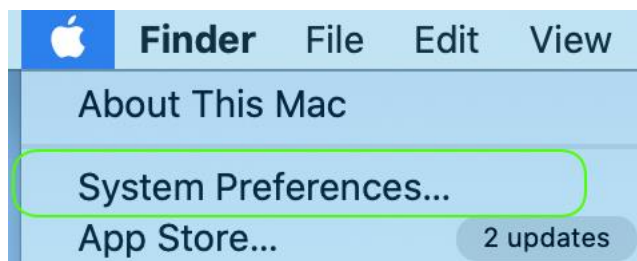 Finder File Edit View
About This Mac
System Preferences...
App Store... 2 updates